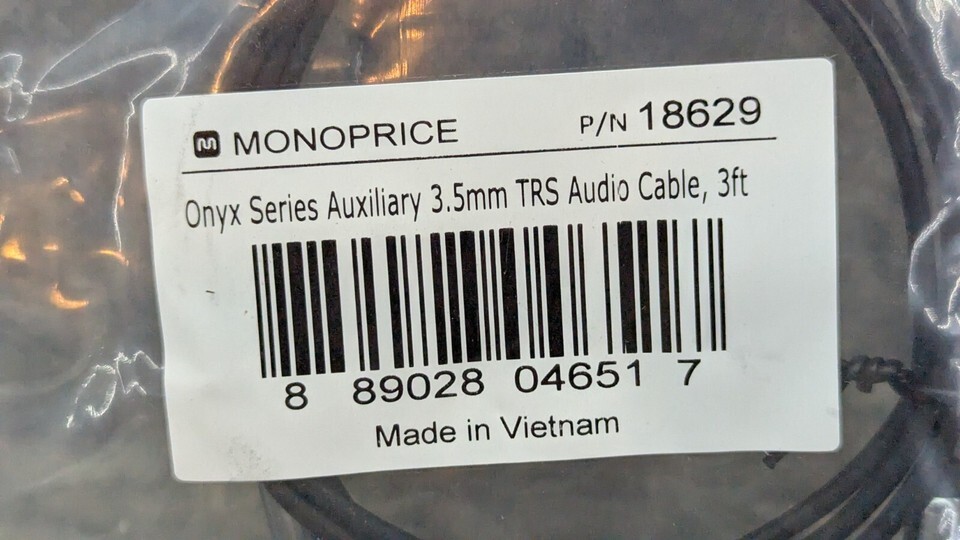 MONOPRICE P/N 18629
Onyx Series Auxiliary 3.5mm TRS Audio Cable, 3ft
8 89028 04651 7
Made in Vietnam